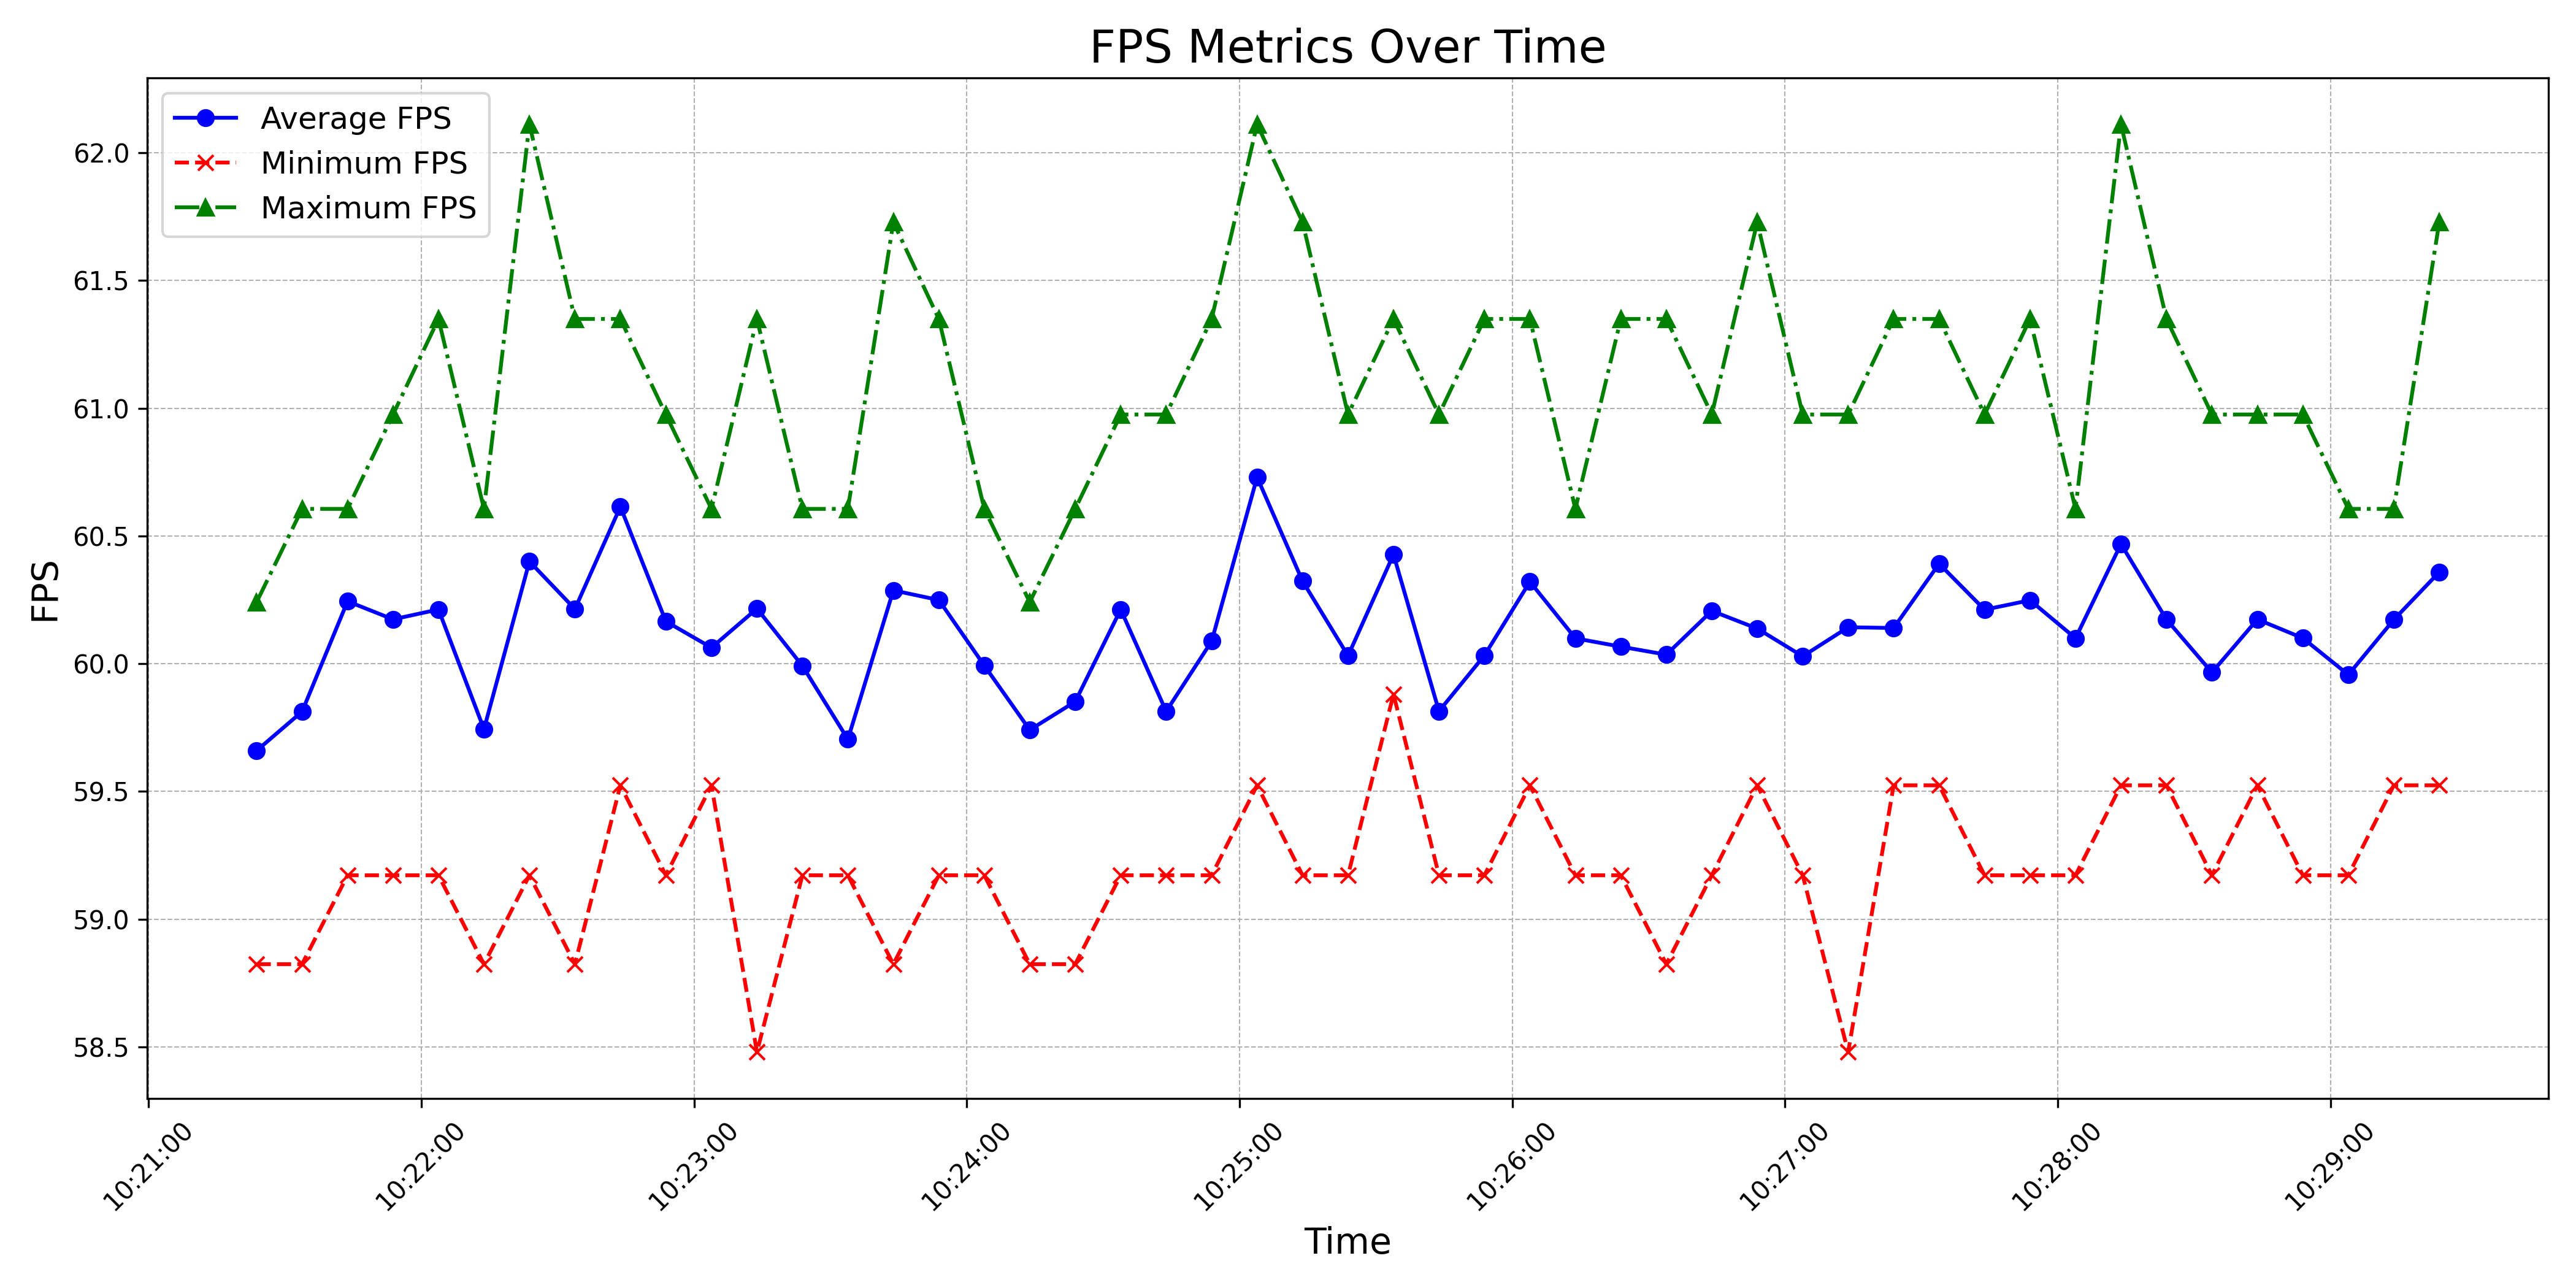 FPS Metrics Over Time
Average FPS
Minimum FPS
Maximum FPS
62.0
61.5
61.0
60.5
60.0
59.5
59.0
58.5
FPS
10:21:00
10:22:00
10:23:00
10:24:00
10:25:00
10:26:00
10:27:00
10:28:00
10:29:00
Time